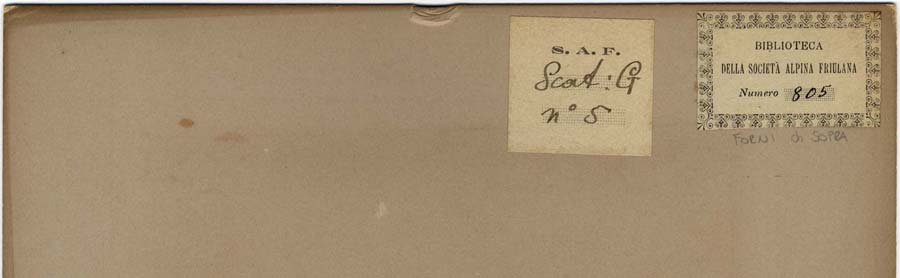 S. A. F.
Scat: G
n° 5
BIBLIOTECA
DELLA SOCIETÀ ALPINA FRIULANA
Numero 805
FORNI di SOPRA